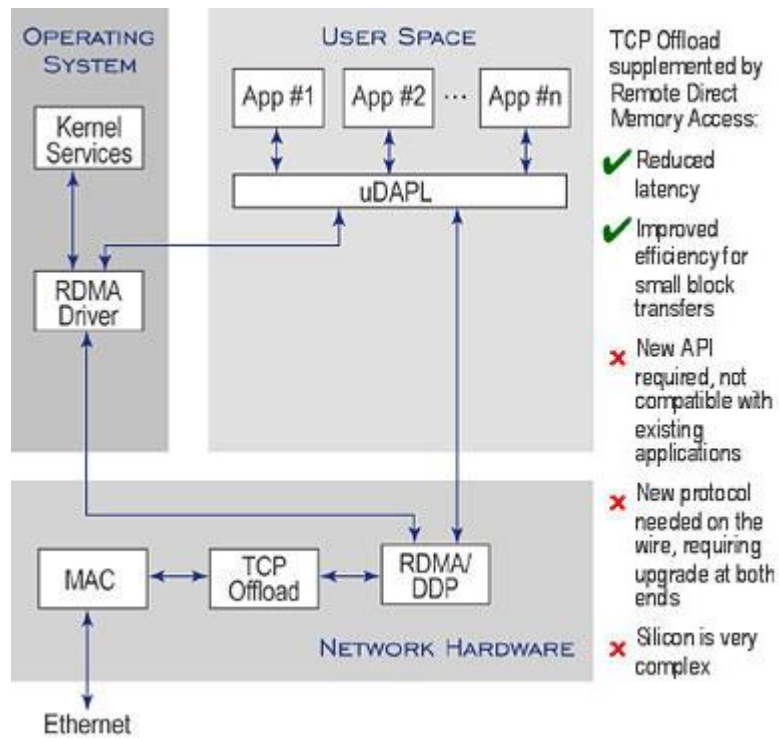 OPERATING
SYSTEM
Kernel
Services
RDMA
Driver
USER SPACE
App #1
App #2
...
App #n
uDAPL
MAC
TCP
Offload
RDMA/
DDP
NETWORK HARDWARE
Ethernet
TCP Offload
supplemented by
Remote Direct
Memory Access:
Reduced
latency
Improved
efficiency for
small block
transfers
New API
required, not
compatible with
existing
applications
New protocol
needed on the
wire, requiring
upgrade at both
ends
Silicon is very
complex